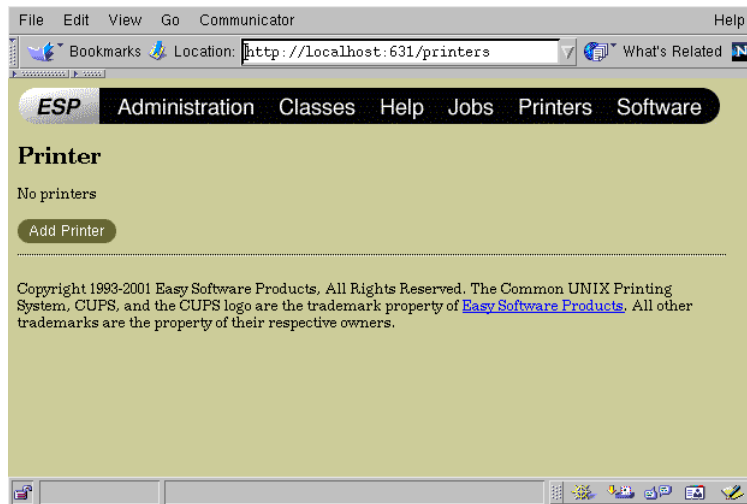 File Edit View Go Communicator Help
Bookmarks Location: http://localhost:631/printers What's Related N
ESP Administration Classes Help Jobs Printers Software
Printer
No printers
Add Printer
Copyright 1993-2001 Easy Software Products, All Rights Reserved. The Common UNIX Printing
System, CUPS, and the CUPS logo are the trademark property of Easy Software Products. All other
trademarks are the property of their respective owners.